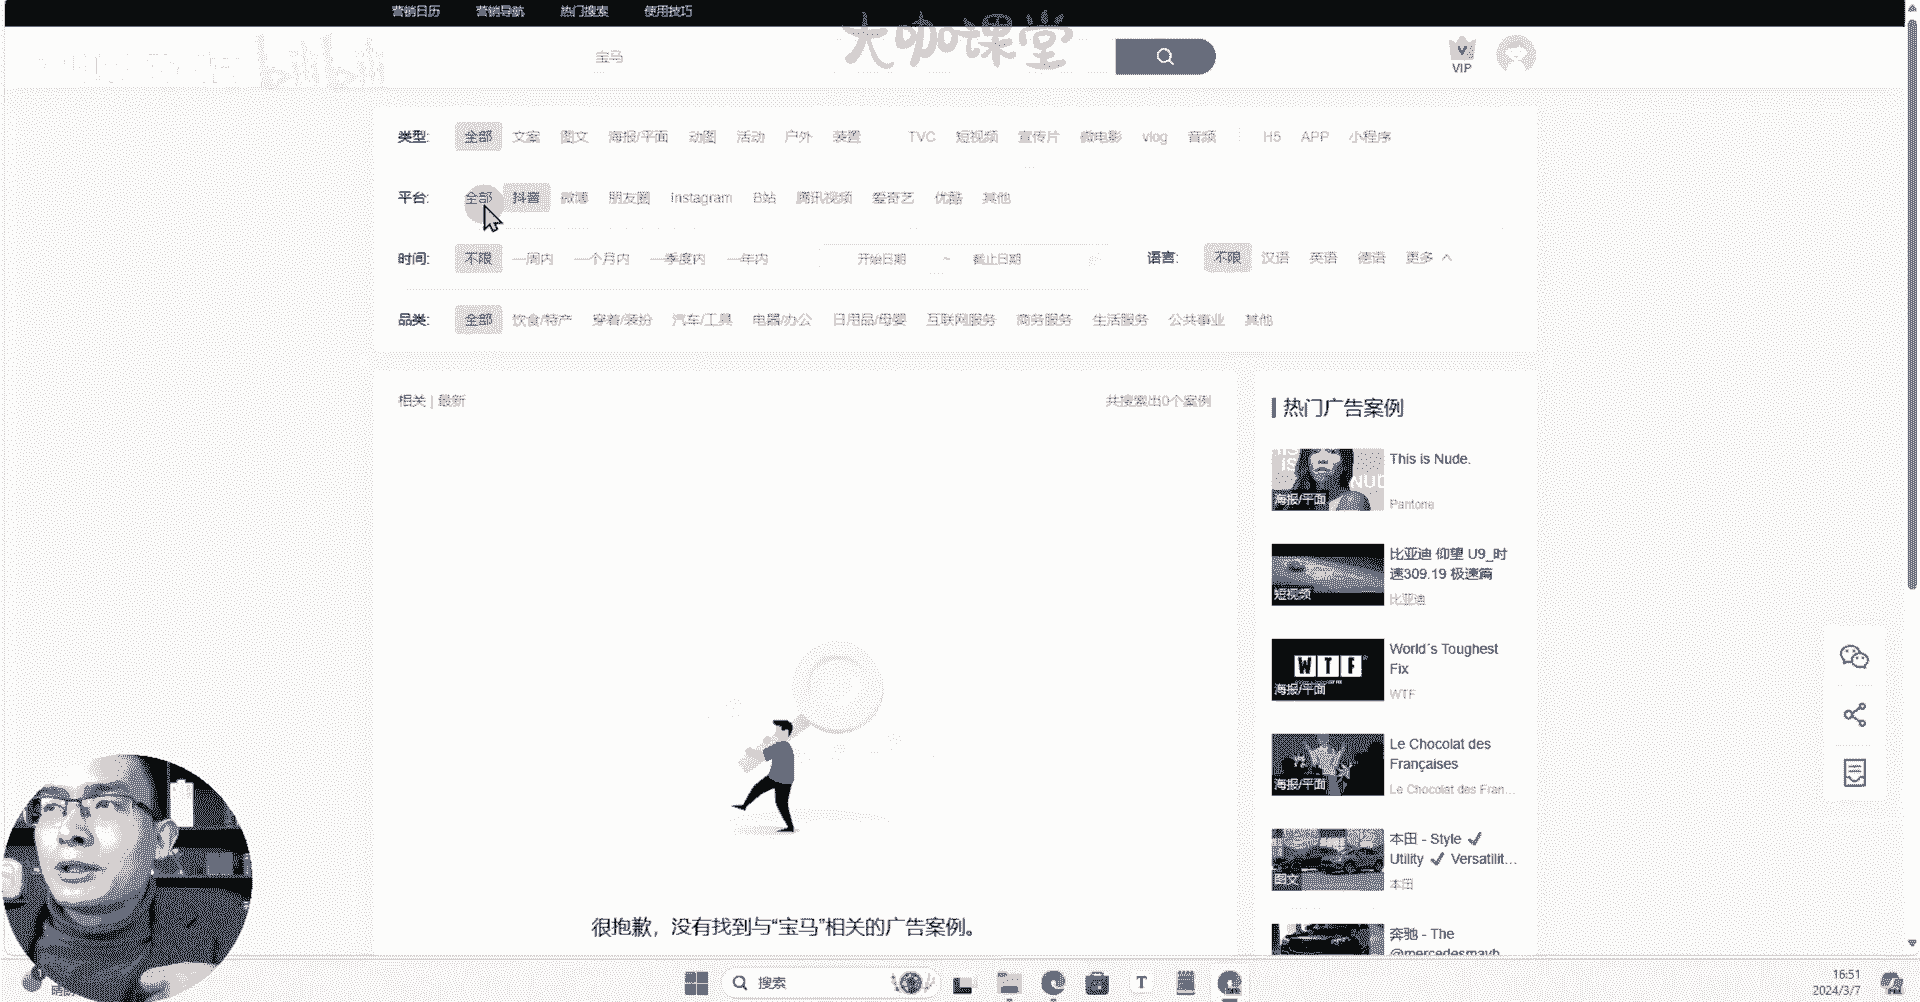 营销日历 营销导航 热门搜索 使用技巧
大咖课堂
bilibili
宝马
VIP
类型: 全部 文案 图文 海报/平面 动图 活动 户外 装置 TVC 短视频 宣传片 微电影 vlog 音频 H5 APP 小程序
平台: 全部 抖音 微博 朋友圈 Instagram B站 腾讯视频 爱奇艺 优酷 其他
时间: 不限 一周内 一个月内 一季度内 一年内 开始日期 ~ 截止日期 语言: 不限 汉语 英语 德语 更多
品类: 全部 饮食/特产 穿着/装扮 汽车/工具 电器/办公 日用品/母婴 互联网服务 商务服务 生活服务 公共事业 其他
相关 | 最新 共搜索出0个案例
很抱歉，没有找到与“宝马”相关的广告案例。
热门广告案例
This is Nude.
海报/平面
Pantone
比亚迪 仰望 U9_时
速309.19 极速篇
短视频
比亚迪
World´s Toughest
Fix
WTF
海报/平面
WTF
Le Chocolat des
Françaises
海报/平面
Le Chocolat des Fran...
本田 - Style ✓
Utility ✓ Versatilit...
图文
本田
奔驰 - The
@mercedesmayb
搜索
T
16:51
2024/3/7